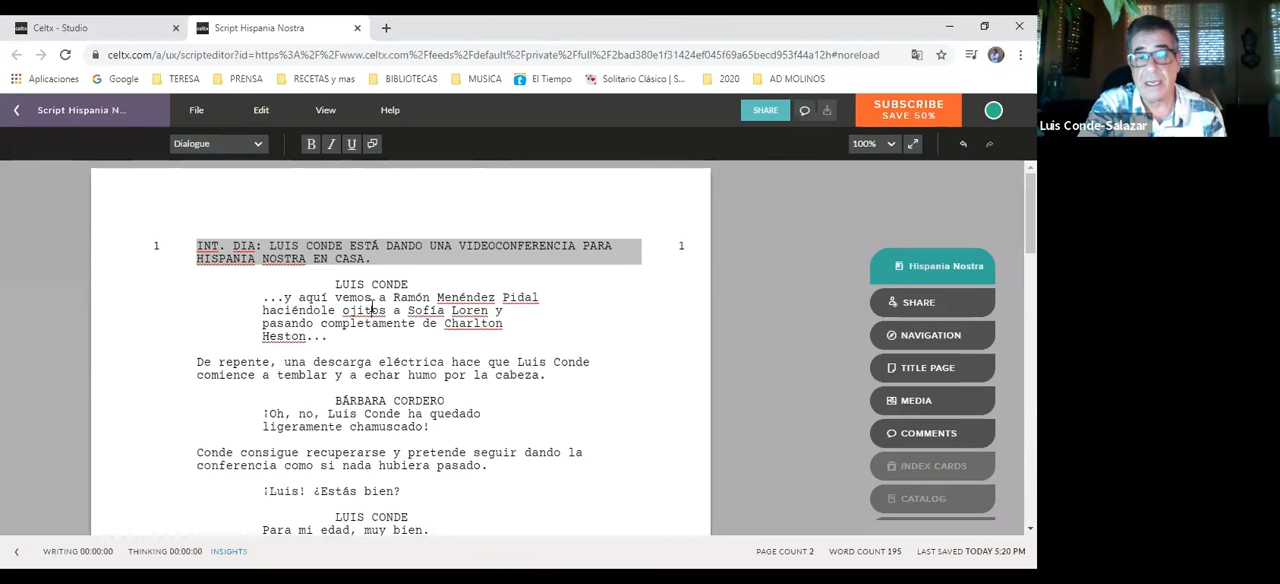 Celtx - Studio
Script Hispania Nostra
celtx.com/a/ux/scripteditor?id=https%3A%2F%2Fwww.celtx.com%2Ffeeds%2Fdefault%2Fprivate%2Ffull%2Fbad380e1f31424ef045f69a65bec9f953f44a12h#noreload
Aplicaciones
Google
TERESA
PRENSA
RECETAS y mas
BIBLIOTECAS
MUSICA
El Tiempo
Solitario Clásico | S...
2020
AD MOLINOS
Luis Conde-Salazar
Script Hispania N...
File
Edit
View
Help
SHARE
SUBSCRIBE
SAVE 50%
Dialogue
B I U
100%
1 INT. DIA: LUIS CONDE ESTÁ DANDO UNA VIDEOCONFERENCIA PARA 1
HISPANIA NOSTRA EN CASA.
LUIS CONDE
...y aquí vemos a Ramón Menéndez Pidal
haciéndole ojitos a Sofía Loren y
pasando completamente de Charlton
Heston...
De repente, una descarga eléctrica hace que Luis Conde
comience a temblar y a echar humo por la cabeza.
BÁRBARA CORDERO
¡Oh, no, Luis Conde ha quedado
ligeramente chamuscado!
Conde consigue recuperarse y pretende seguir dando la
conferencia como si nada hubiera pasado.
¡Luis! ¿Estás bien?
LUIS CONDE
Para mi edad, muy bien.
Hispania Nostra
SHARE
NAVIGATION
TITLE PAGE
MEDIA
COMMENTS
INDEX CARDS
CATALOG
WRITING 00:00:00
THINKING 00:00:00
INSIGHTS
PAGE COUNT 2
WORD COUNT 195
LAST SAVED TODAY 5:20 PM